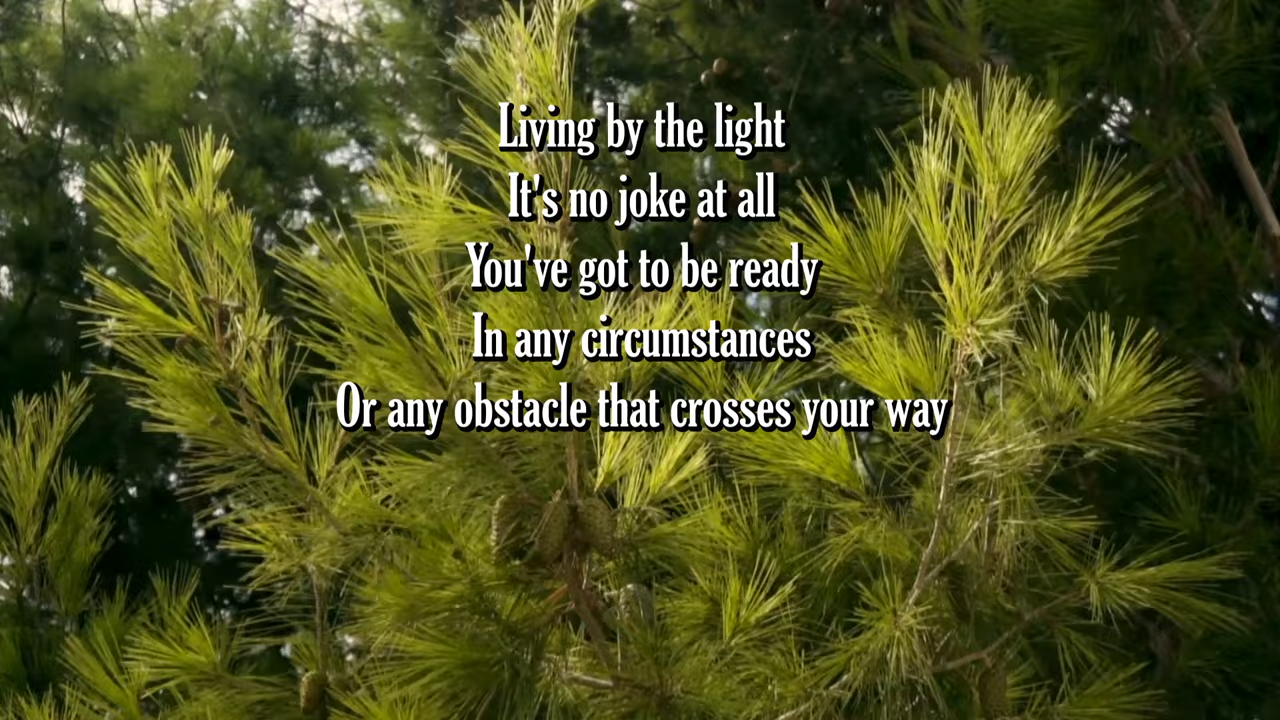 Living by the light
It's no joke at all
You've got to be ready
In any circumstances
Or any obstacle that crosses your way